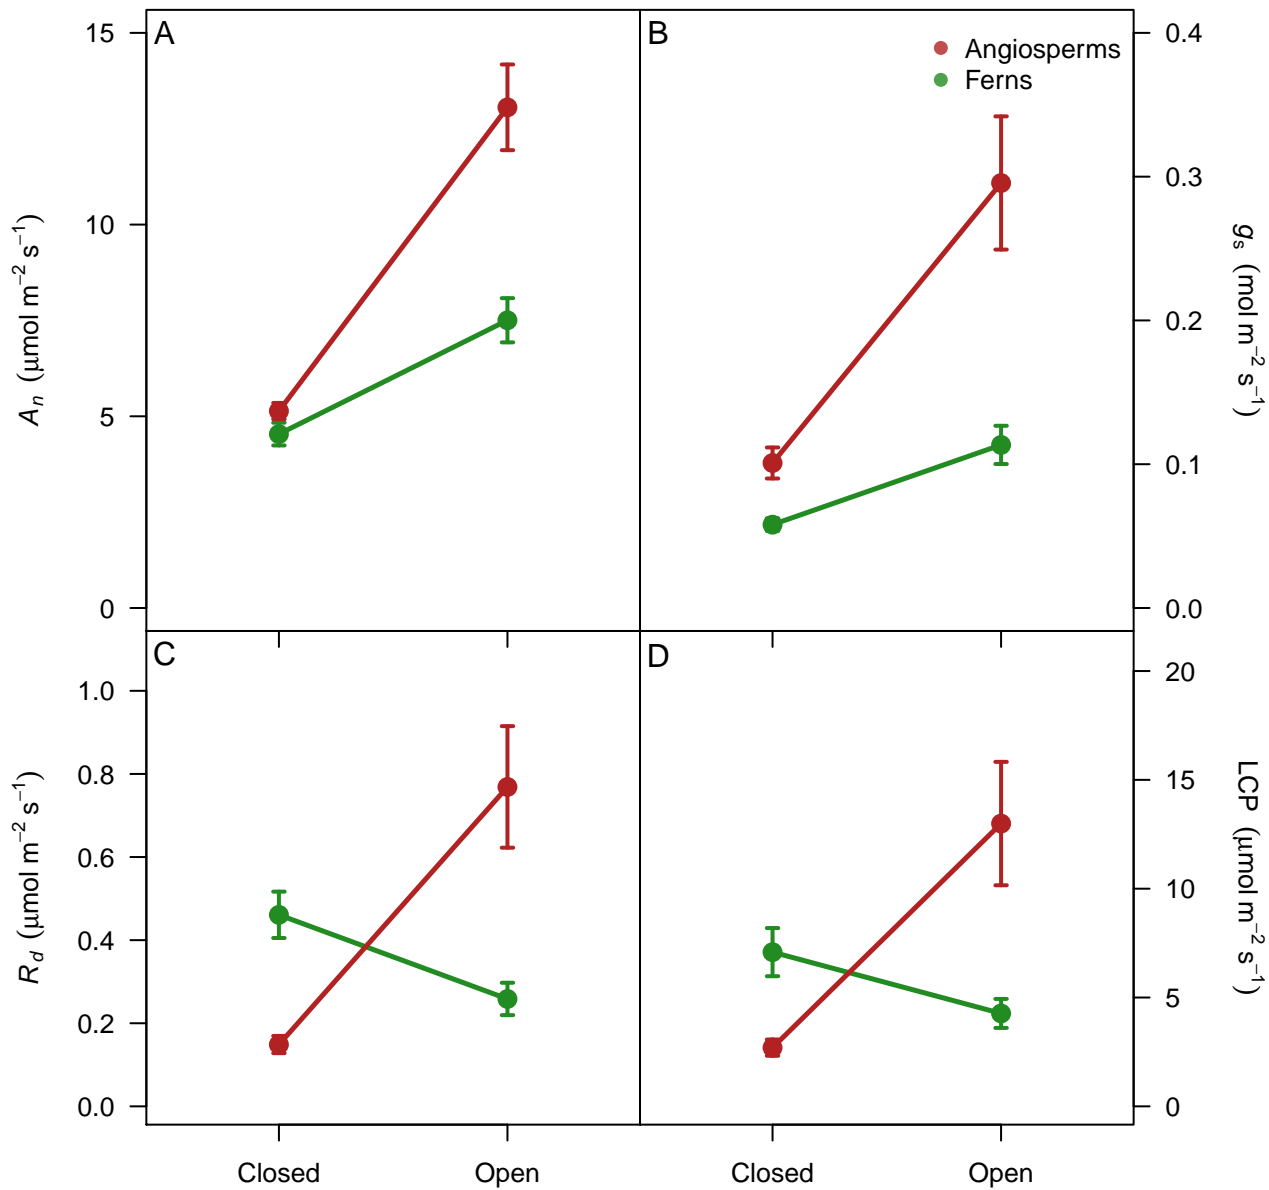 A
B
Angiosperms
Ferns
15
10
5
0
Aₙ (μmol m⁻² s⁻¹)
0.4
0.3
0.2
0.1
0.0
gₛ (mol m⁻² s⁻¹)
C
D
1.0
0.8
0.6
0.4
0.2
0.0
R_d (μmol m⁻² s⁻¹)
20
15
10
5
0
LCP (μmol m⁻² s⁻¹)
Closed
Open
Closed
Open